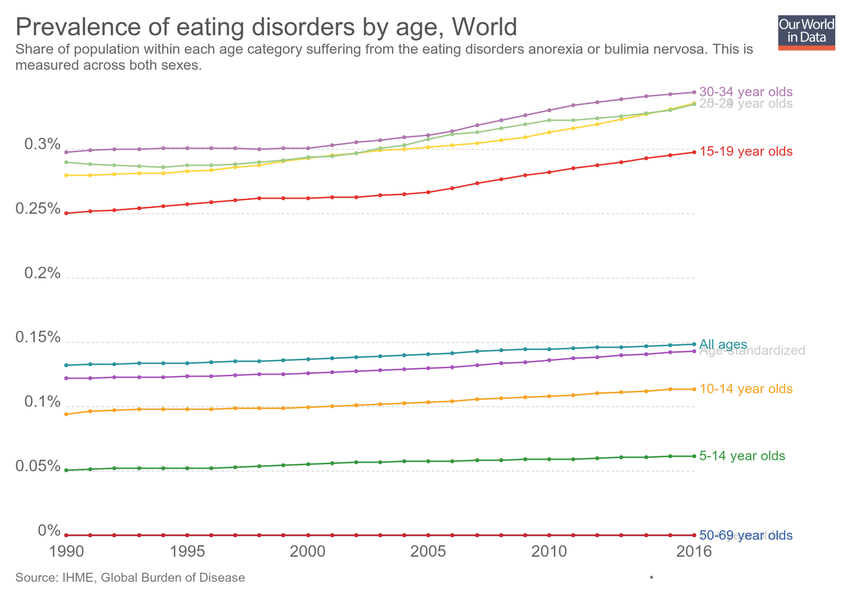 Prevalence of eating disorders by age, World
Our World
in Data
Share of population within each age category suffering from the eating disorders anorexia or bulimia nervosa. This is
measured across both sexes.
30-34 year olds
year olds
0.3%
15-19 year olds
0.25%
0.2%
0.15%
All ages
Age-standardized
0.1%
10-14 year olds
0.05%
5-14 year olds
0%
50-69 year olds
1990
1995
2000
2005
2010
2016
Source: IHME, Global Burden of Disease